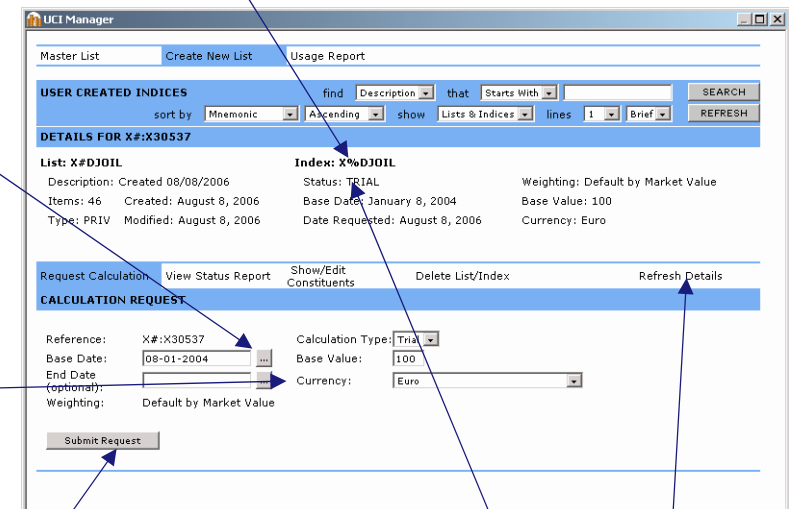 UCI Manager
Master List Create New List Usage Report
USER CREATED INDICES find Description that Starts With SEARCH
sort by Mnemonic Ascending show Lists & Indices lines 1 Brief REFRESH
DETAILS FOR X#:X30537
List: X#DJOIL Index: X%DJOIL
Description: Created 08/08/2006 Status: TRIAL Weighting: Default by Market Value
Items: 46 Created: August 8, 2006 Base Date: January 8, 2004 Base Value: 100
Type: PRIV Modified: August 8, 2006 Date Requested: August 8, 2006 Currency: Euro
Request Calculation View Status Report Show/Edit Constituents Delete List/Index Refresh Details
CALCULATION REQUEST
Reference: X#:X30537 Calculation Type: Trial
Base Date: 08-01-2004 ... Base Value: 100
End Date (optional): ... Currency: Euro
Weighting: Default by Market Value
Submit Request